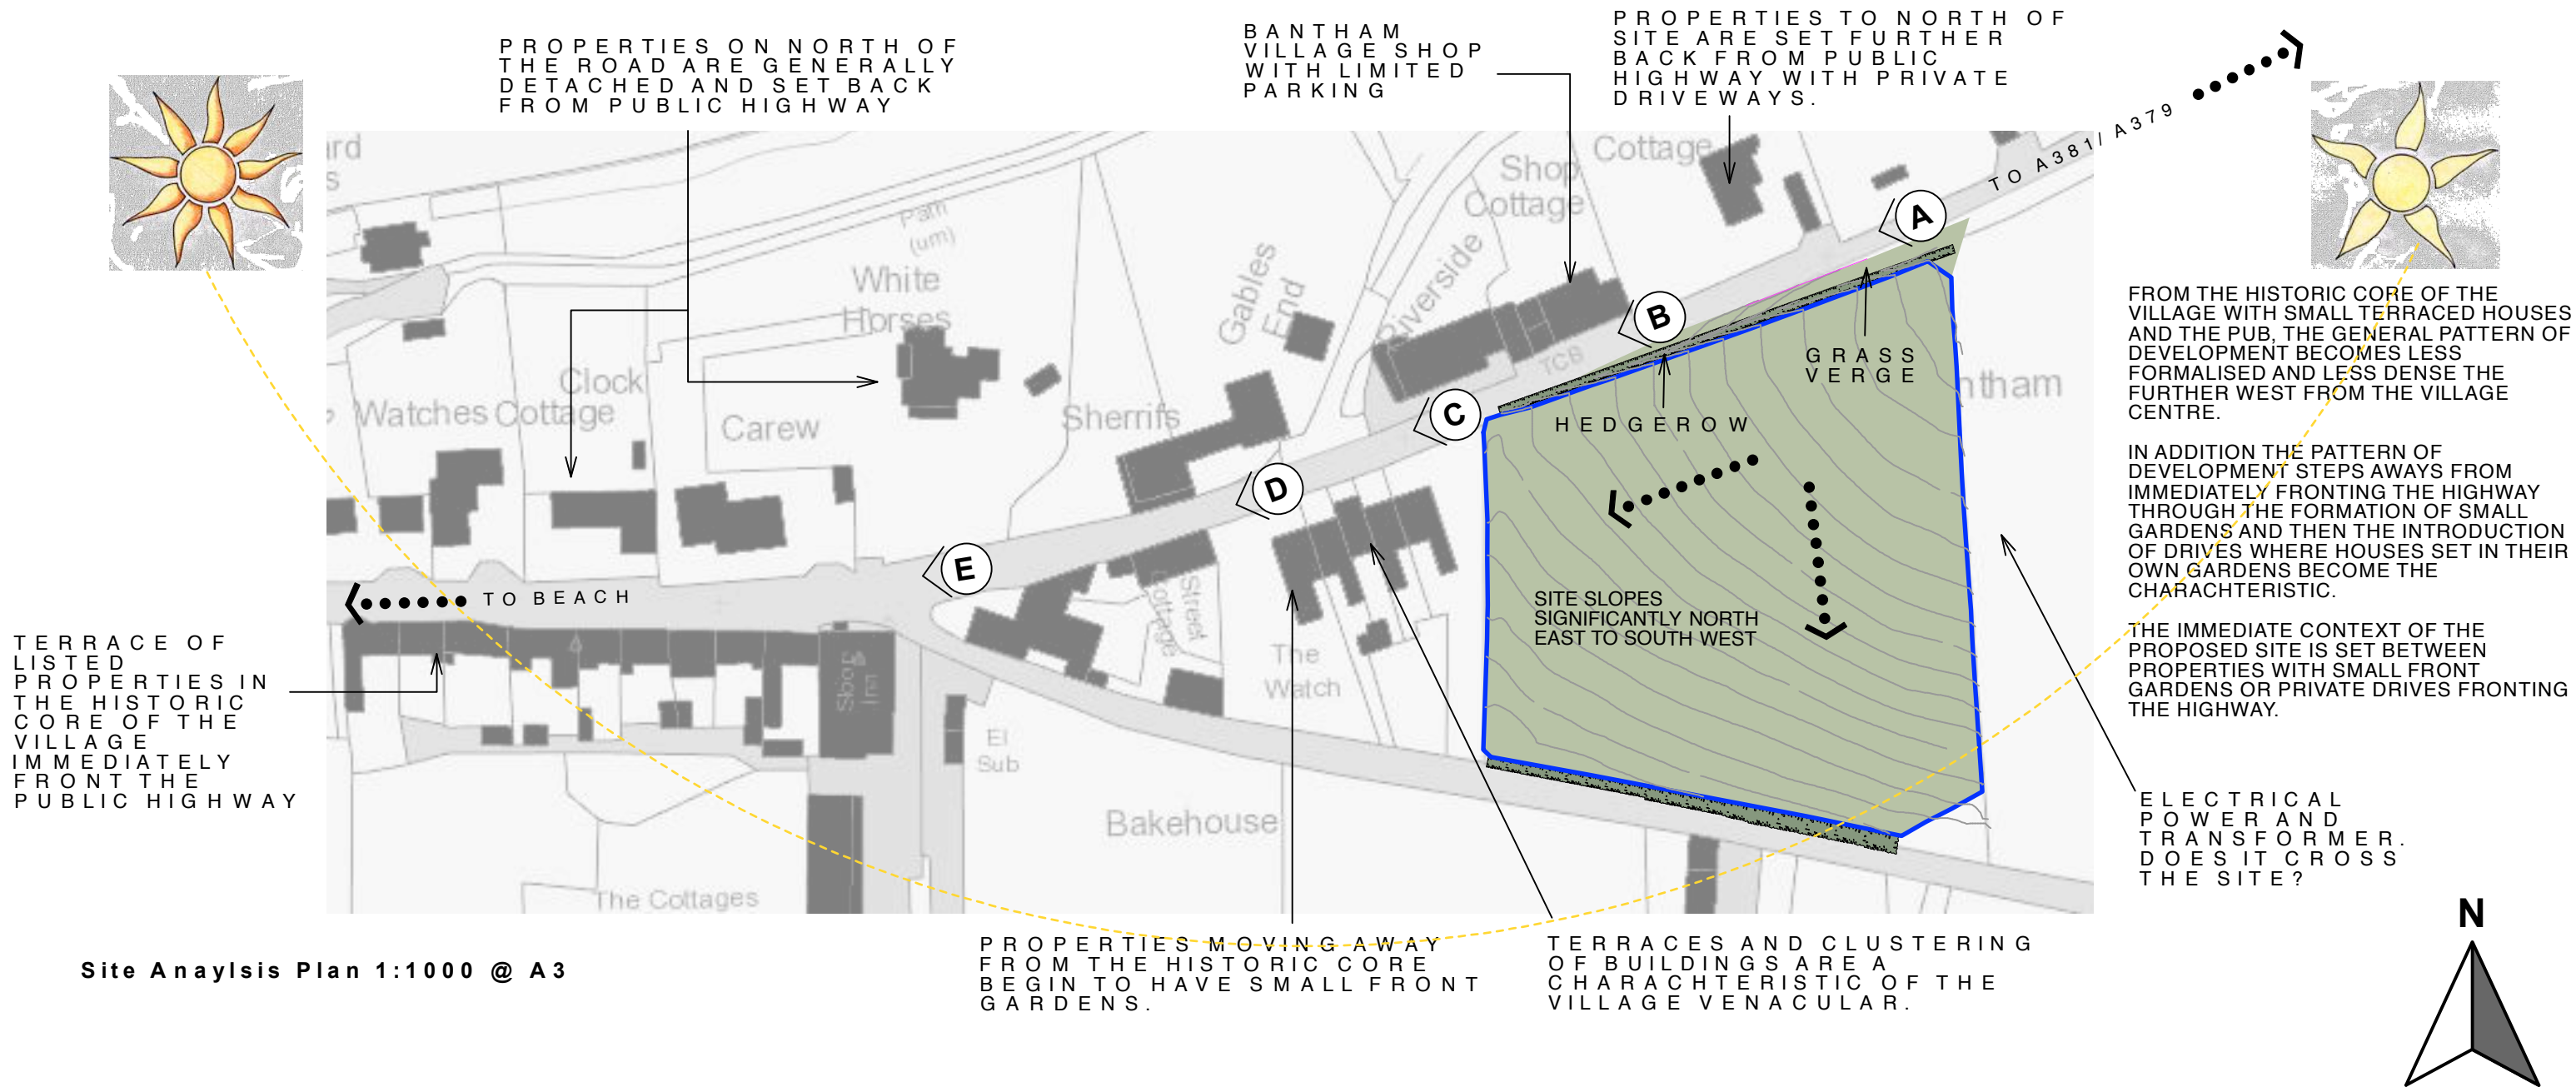 PROPERTIES ON NORTH OF
THE ROAD ARE GENERALLY
DETACHED AND SET BACK
FROM PUBLIC HIGHWAY
BANTHAM
VILLAGE SHOP
WITH LIMITED
PARKING
PROPERTIES TO NORTH OF
SITE ARE SET FURTHER
BACK FROM PUBLIC
HIGHWAY WITH PRIVATE
DRIVEWAYS.
TO A381/ A379
Cottage
Shop
Cottage
Path
(um)
White
Horses
Gables
End
Riverside
TCB
A
B
C
D
E
GRASS
VERGE
HEDGEROW
ntham
Clock
Cottage
Watches
Carew
Sherrifs
SITE SLOPES
SIGNIFICANTLY NORTH
EAST TO SOUTH WEST
TO BEACH
Street
Cottage
The
Watch
Sloop
Inn
El
Sub
Bakehouse
The Cottages
TERRACE OF
LISTED
PROPERTIES IN
THE HISTORIC
CORE OF THE
VILLAGE
IMMEDIATELY
FRONT THE
PUBLIC HIGHWAY
FROM THE HISTORIC CORE OF THE
VILLAGE WITH SMALL TERRACED HOUSES
AND THE PUB, THE GENERAL PATTERN OF
DEVELOPMENT BECOMES LESS
FORMALISED AND LESS DENSE THE
FURTHER WEST FROM THE VILLAGE
CENTRE.
IN ADDITION THE PATTERN OF
DEVELOPMENT STEPS AWAYS FROM
IMMEDIATELY FRONTING THE HIGHWAY
THROUGH THE FORMATION OF SMALL
GARDENS AND THEN THE INTRODUCTION
OF DRIVES WHERE HOUSES SET IN THEIR
OWN GARDENS BECOME THE
CHARACHTERISTIC.
THE IMMEDIATE CONTEXT OF THE
PROPOSED SITE IS SET BETWEEN
PROPERTIES WITH SMALL FRONT
GARDENS OR PRIVATE DRIVES FRONTING
THE HIGHWAY.
ELECTRICAL
POWER AND
TRANSFORMER.
DOES IT CROSS
THE SITE?
PROPERTIES MOVING AWAY
FROM THE HISTORIC CORE
BEGIN TO HAVE SMALL FRONT
GARDENS.
TERRACES AND CLUSTERING
OF BUILDINGS ARE A
CHARACHTERISTIC OF THE
VILLAGE VENACULAR.
Site Anaylsis Plan 1:1000 @ A3
N